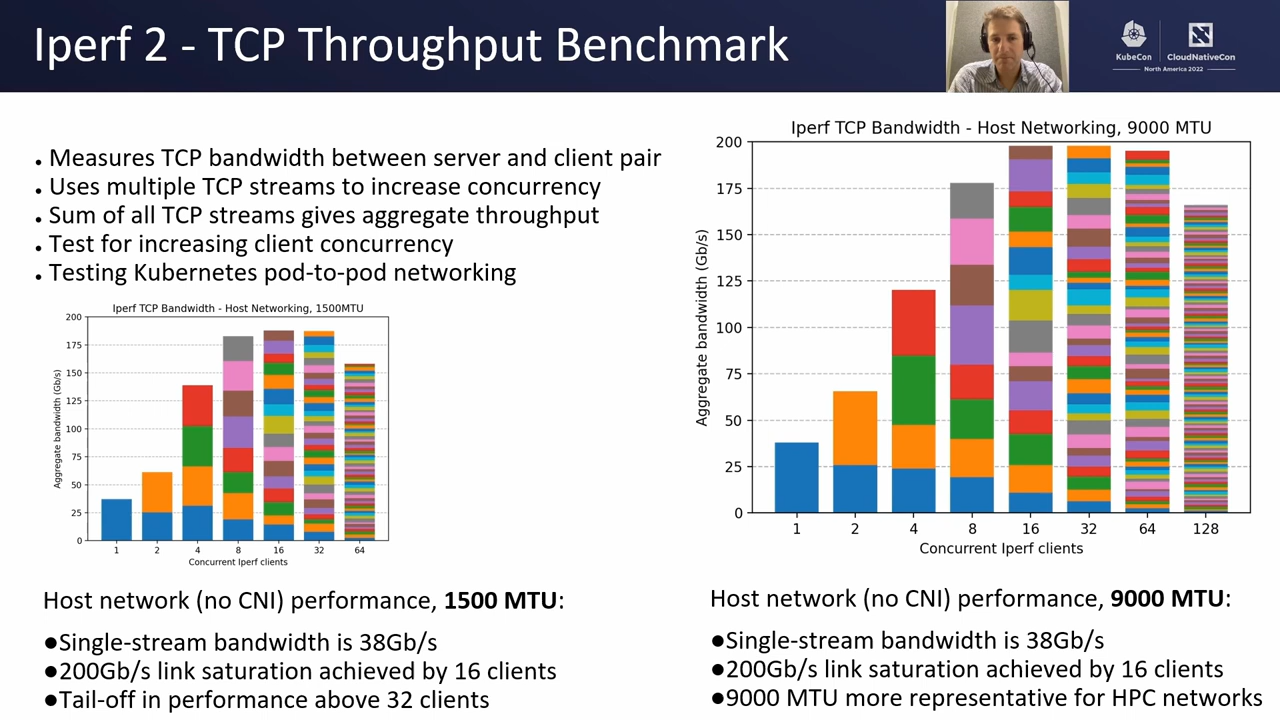 Iperf 2 - TCP Throughput Benchmark
KubeCon
CloudNativeCon
North America 2022
• Measures TCP bandwidth between server and client pair
• Uses multiple TCP streams to increase concurrency
• Sum of all TCP streams gives aggregate throughput
• Test for increasing client concurrency
• Testing Kubernetes pod-to-pod networking
Iperf TCP Bandwidth - Host Networking, 1500MTU
Aggregate bandwidth (Gb/s)
200
175
150
125
100
75
50
25
0
1 2 4 8 16 32 64
Concurrent Iperf clients
Host network (no CNI) performance, 1500 MTU:
●Single-stream bandwidth is 38Gb/s
●200Gb/s link saturation achieved by 16 clients
●Tail-off in performance above 32 clients
Iperf TCP Bandwidth - Host Networking, 9000 MTU
Aggregate bandwidth (Gb/s)
200
175
150
125
100
75
50
25
0
1 2 4 8 16 32 64 128
Concurrent Iperf clients
Host network (no CNI) performance, 9000 MTU:
●Single-stream bandwidth is 38Gb/s
●200Gb/s link saturation achieved by 16 clients
●9000 MTU more representative for HPC networks